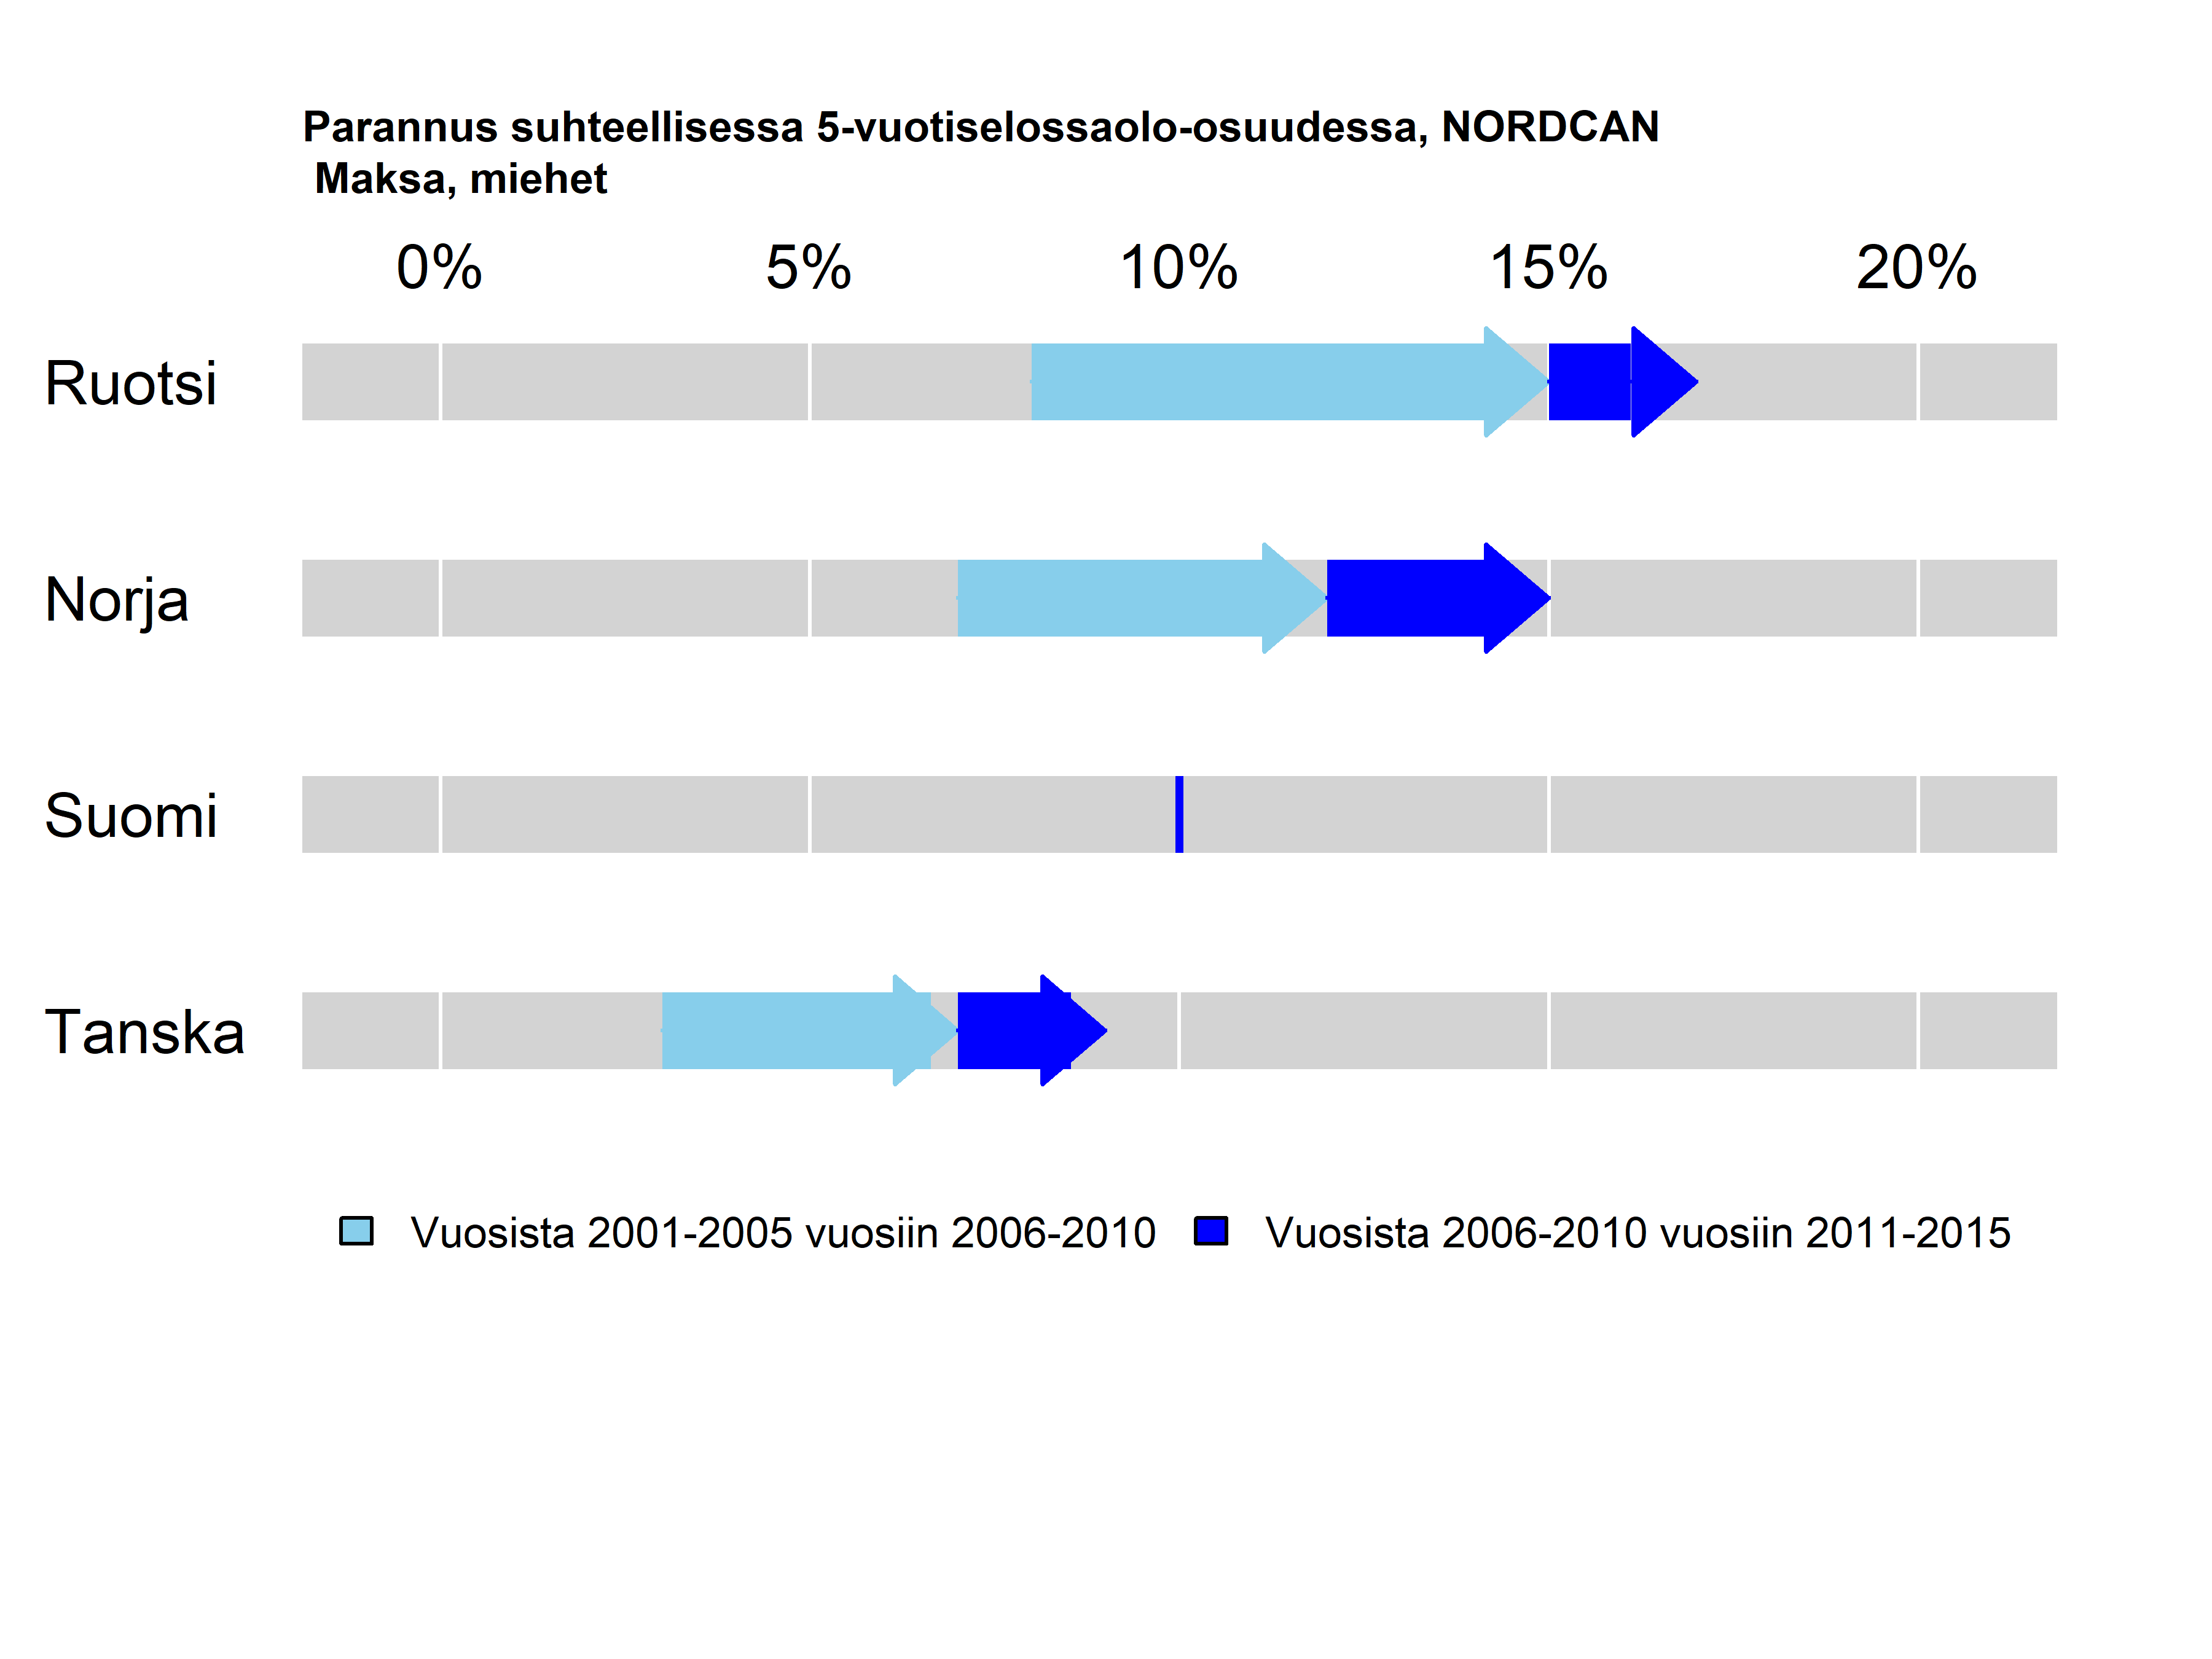 Parannus suhteellisessa 5-vuotiselossaolo-osuudessa, NORDCAN
Maksa, miehet
0% 5% 10% 15% 20%
Ruotsi
Norja
Suomi
Tanska
Vuosista 2001-2005 vuosiin 2006-2010 Vuosista 2006-2010 vuosiin 2011-2015